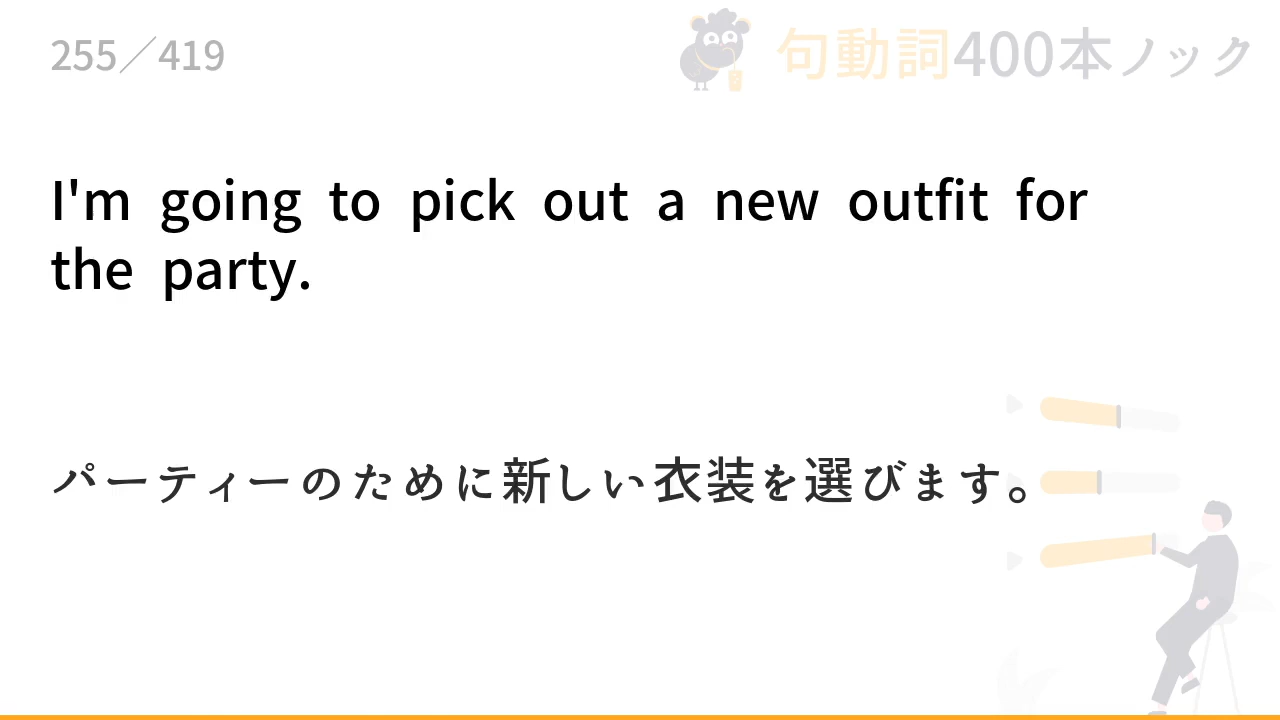 255／419
句動詞400本ノック
I'm going to pick out a new outfit for
the party.
パーティーのために新しい衣装を選びます。